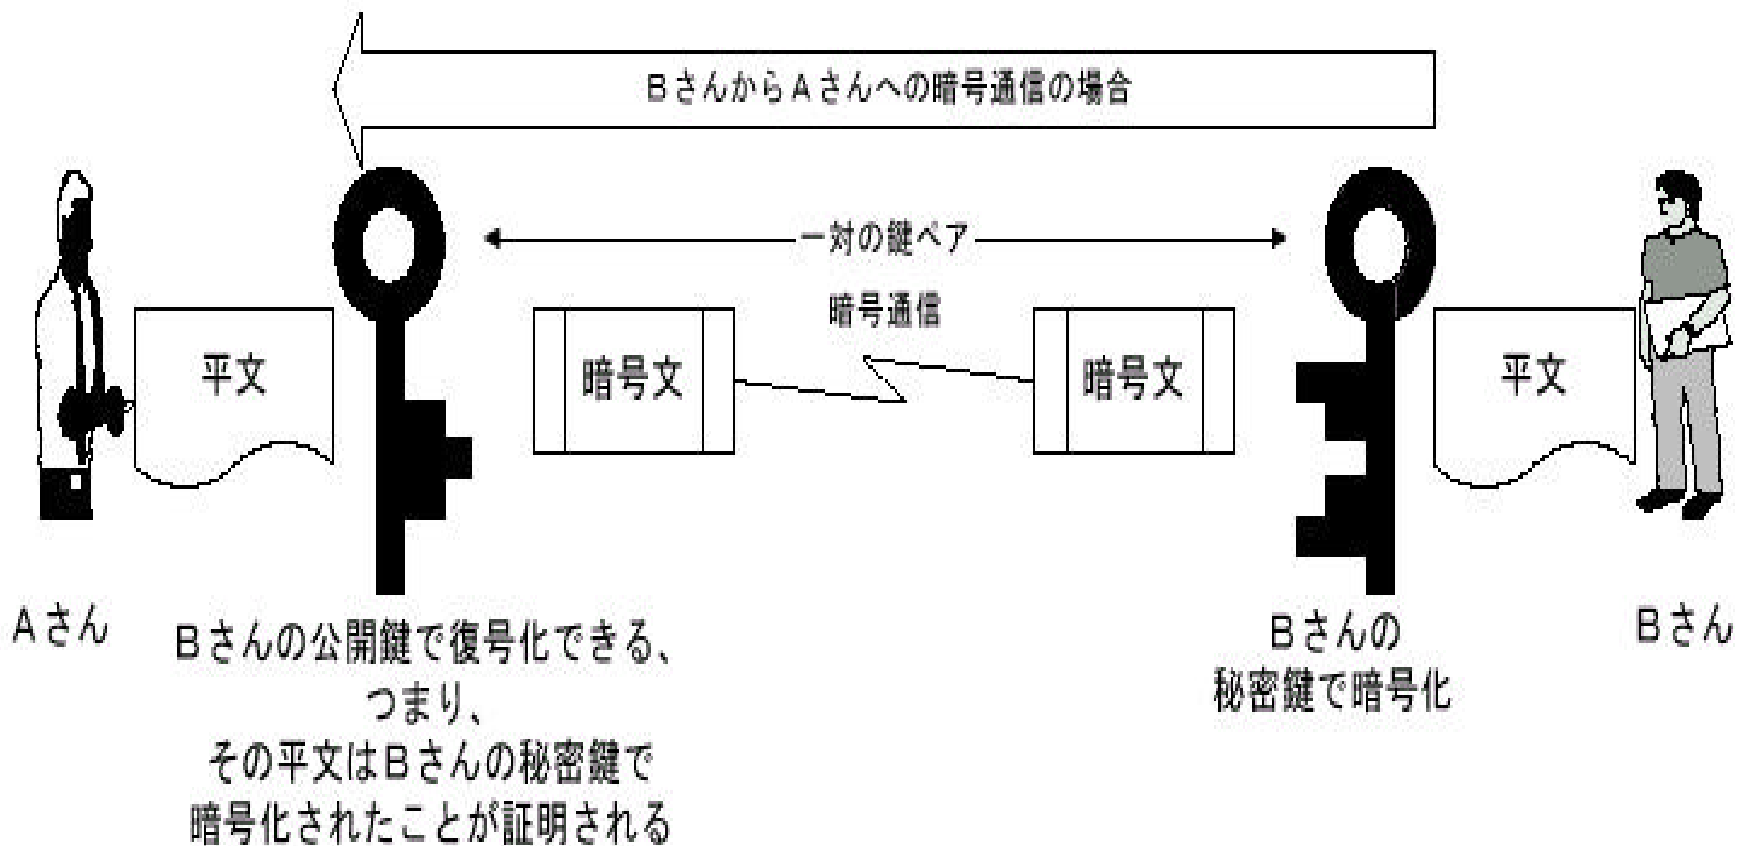 BさんからAさんへの暗号通信の場合
一対の鍵ペア
暗号通信
平文
暗号文
暗号文
平文
Aさん
Bさんの公開鍵で復号化できる、
つまり、
その平文はBさんの秘密鍵で
暗号化されたことが証明される
Bさんの
秘密鍵で暗号化
Bさん